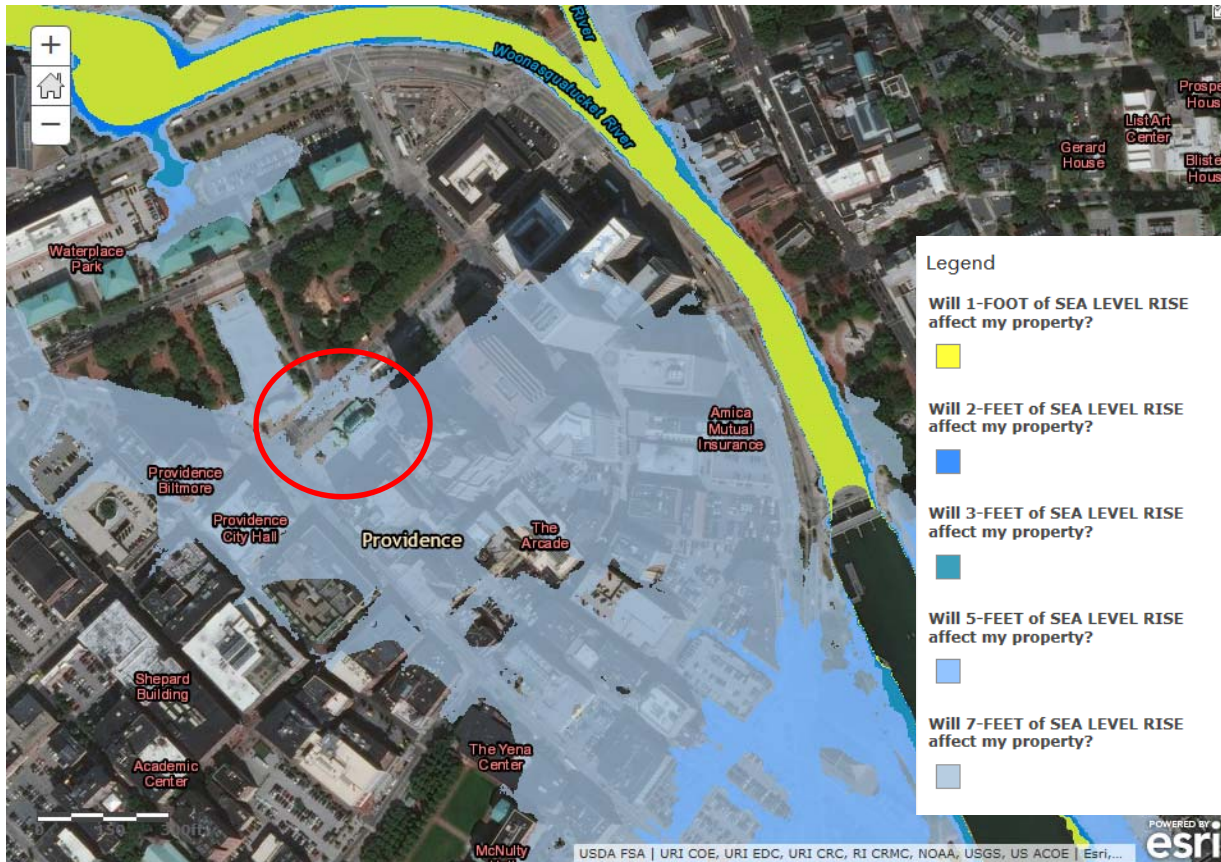 +
−
River
Woonasquatucket River
Prospe
Hous
List Art
Center
Gerard
House
Bliste
Hous
Waterplace
Park
Amica
Mutual
Insurance
Providence
Biltmore
Providence
City Hall
Providence
The
Arcade
Shepard
Building
Academic
Center
The Yena
Center
McNulty
0 150 300ft
Legend
Will 1-FOOT of SEA LEVEL RISE
affect my property?
Will 2-FEET of SEA LEVEL RISE
affect my property?
Will 3-FEET of SEA LEVEL RISE
affect my property?
Will 5-FEET of SEA LEVEL RISE
affect my property?
Will 7-FEET of SEA LEVEL RISE
affect my property?
POWERED BY
esri
USDA FSA | URI COE, URI EDC, URI CRC, RI CRMC, NOAA, USGS, US ACOE | Esri,...